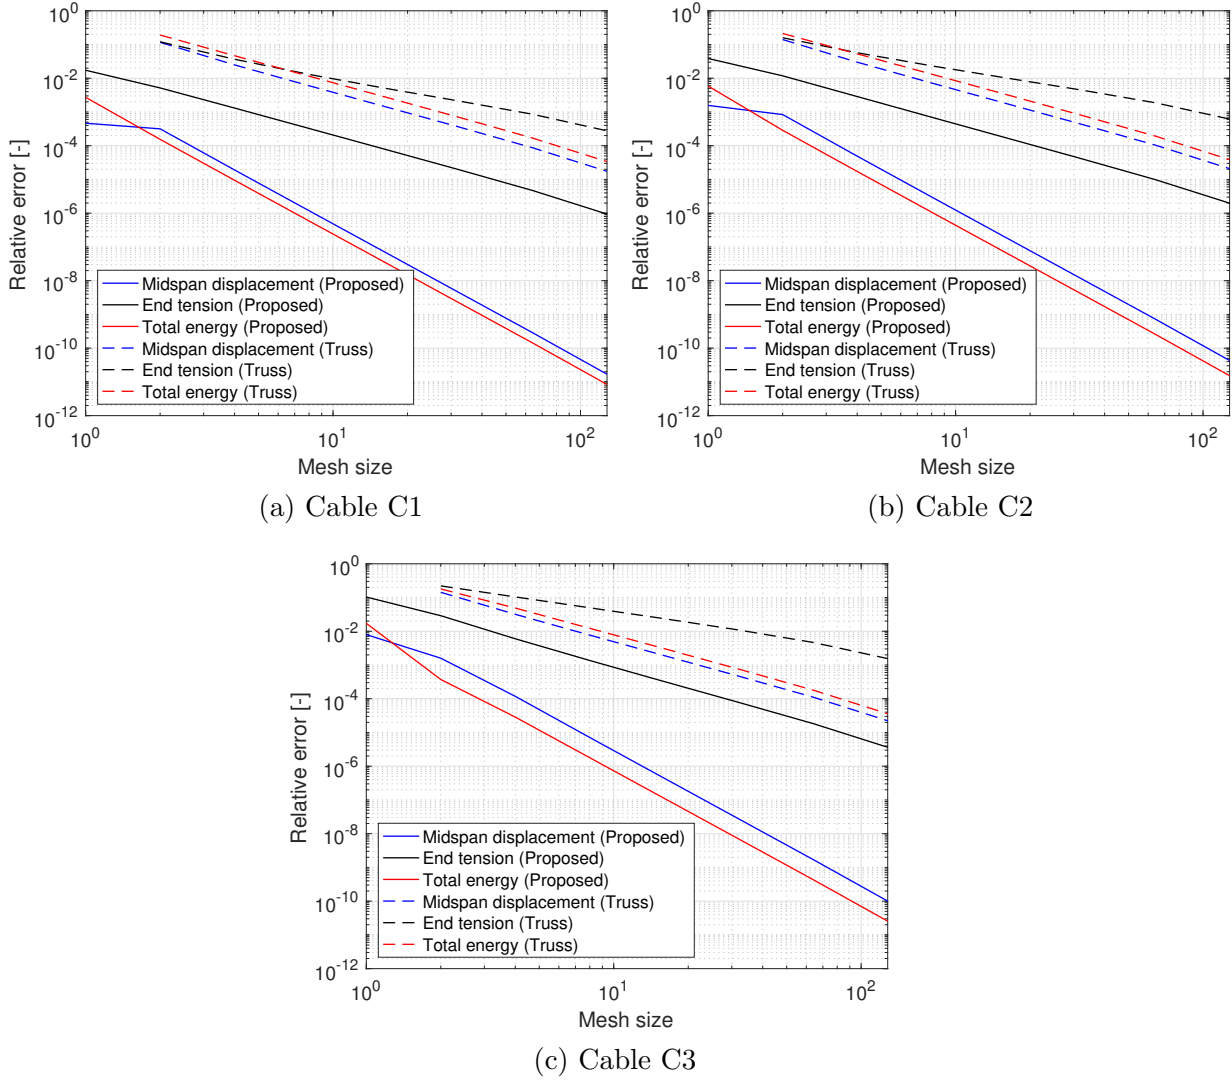 10^0
10^-2
10^-4
10^-6
10^-8
10^-10
10^-12
Relative error [-]
Midspan displacement (Proposed)
End tension (Proposed)
Total energy (Proposed)
Midspan displacement (Truss)
End tension (Truss)
Total energy (Truss)
10^0 10^1 10^2
Mesh size
(a) Cable C1
10^0
10^-2
10^-4
10^-6
10^-8
10^-10
10^-12
Relative error [-]
Midspan displacement (Proposed)
End tension (Proposed)
Total energy (Proposed)
Midspan displacement (Truss)
End tension (Truss)
Total energy (Truss)
10^0 10^1 10^2
Mesh size
(b) Cable C2
10^0
10^-2
10^-4
10^-6
10^-8
10^-10
10^-12
Relative error [-]
Midspan displacement (Proposed)
End tension (Proposed)
Total energy (Proposed)
Midspan displacement (Truss)
End tension (Truss)
Total energy (Truss)
10^0 10^1 10^2
Mesh size
(c) Cable C3